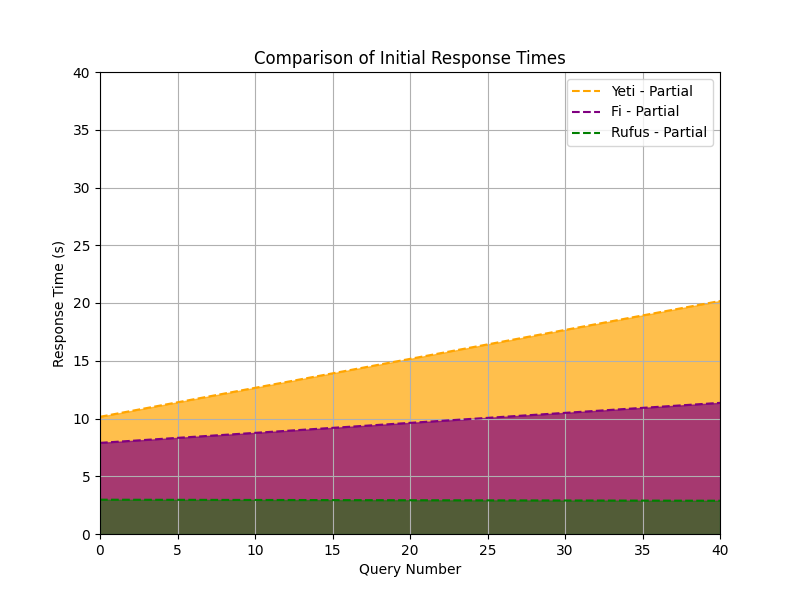 Comparison of Initial Response Times
Yeti - Partial
Fi - Partial
Rufus - Partial
Response Time (s)
40
35
30
25
20
15
10
5
0
0 5 10 15 20 25 30 35 40
Query Number